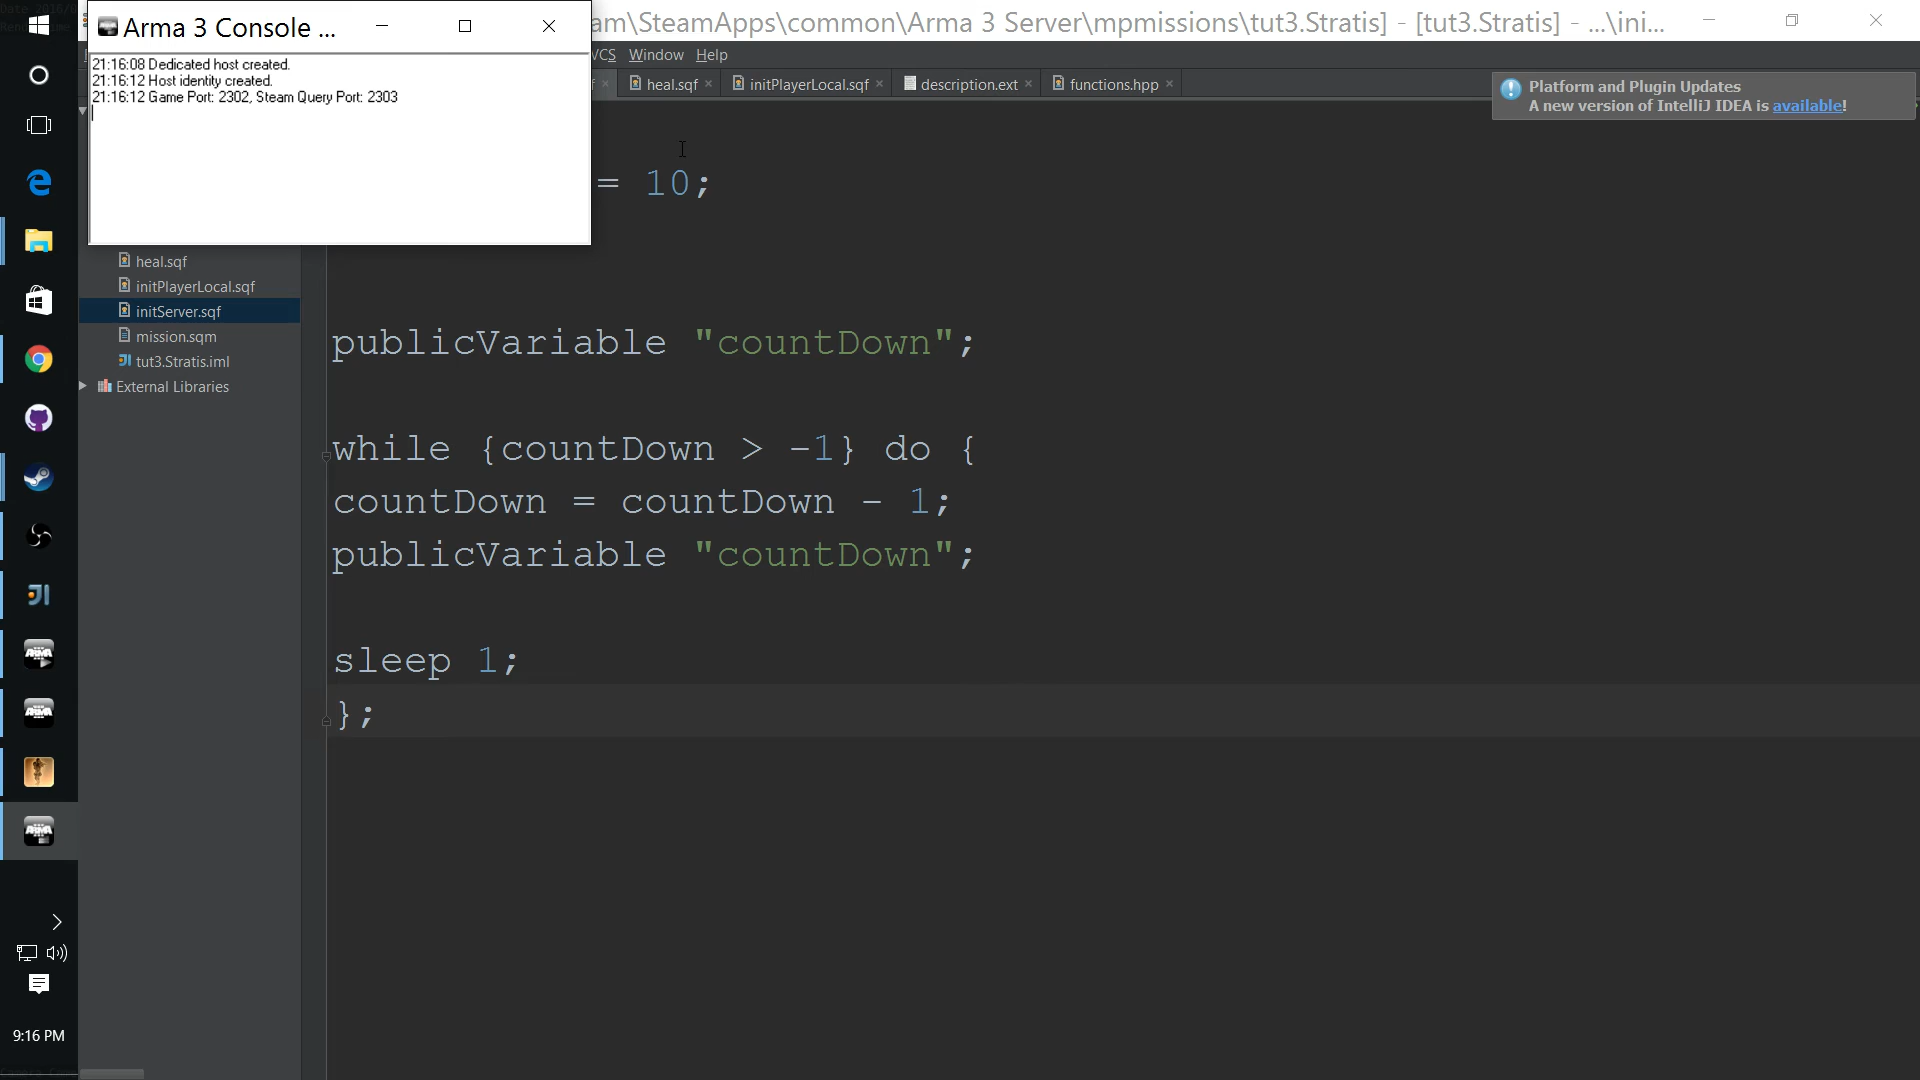 Arma 3 Console ...
am\SteamApps\common\Arma 3 Server\mpmissions\tut3.Stratis] - [tut3.Stratis] - ...\ini...
VCS Window Help
21:16:08 Dedicated host created.
21:16:12 Host identity created.
21:16:12 Game Port: 2302, Steam Query Port: 2303
heal.sqf
initPlayerLocal.sqf
description.ext
functions.hpp
Platform and Plugin Updates
A new version of IntelliJ IDEA is available!
heal.sqf
initPlayerLocal.sqf
initServer.sqf
mission.sqm
tut3.Stratis.iml
External Libraries
= 10;
publicVariable "countDown";
while {countDown > -1} do {
countDown = countDown - 1;
publicVariable "countDown";
sleep 1;
};
9:16 PM